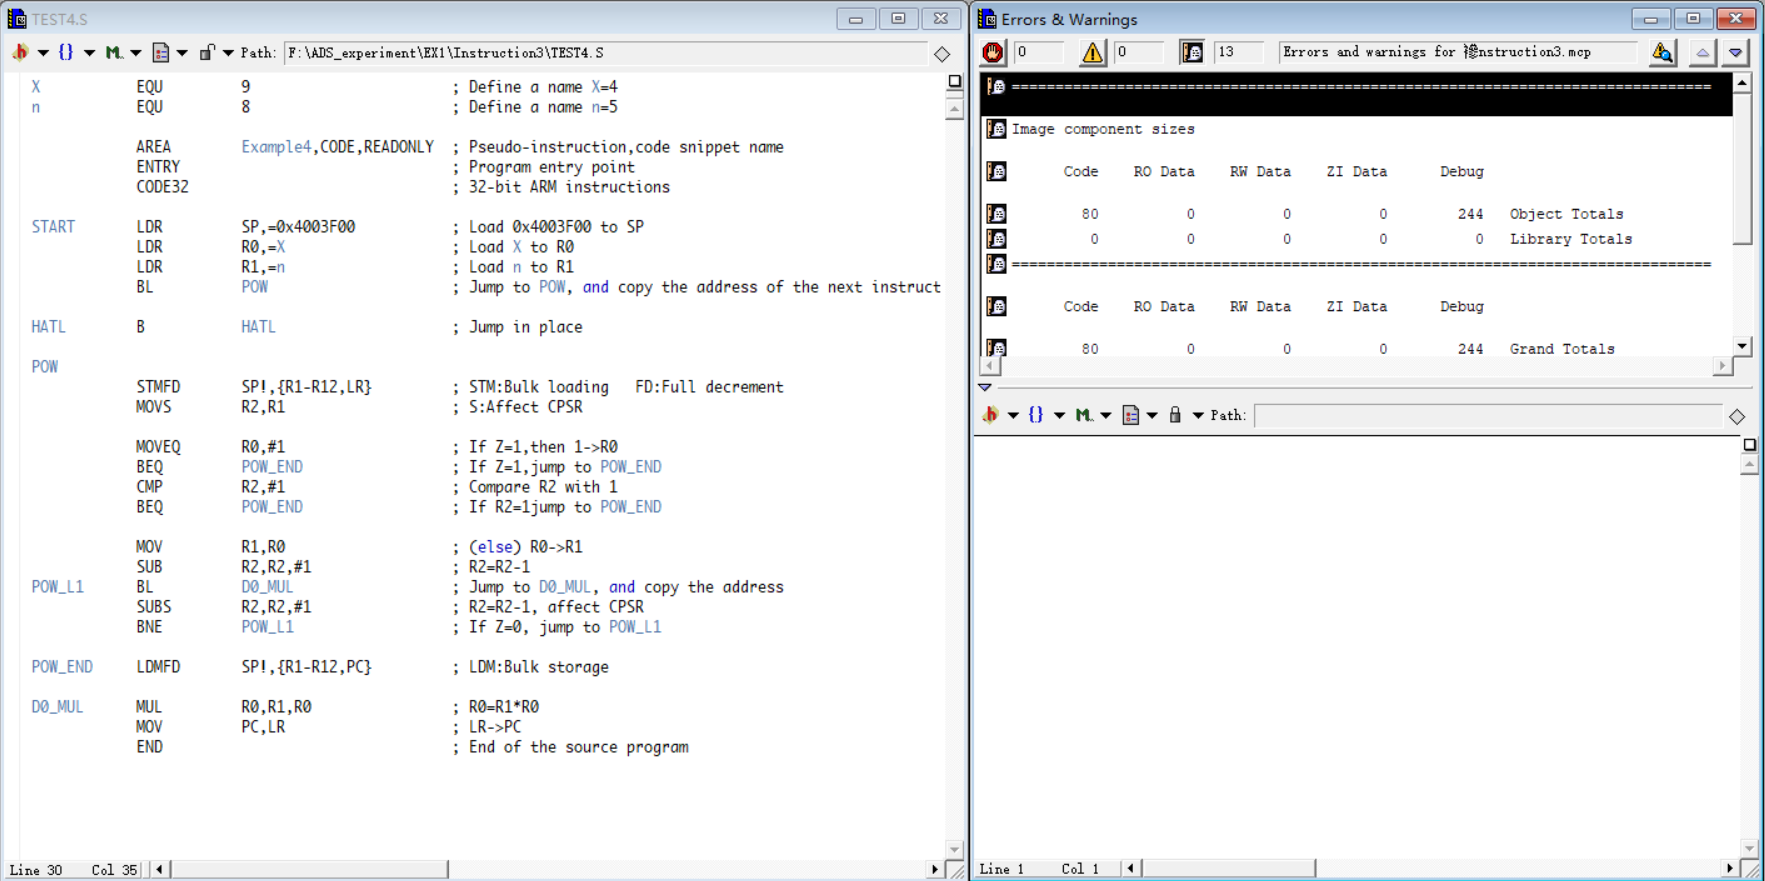 TEST4.S
M.. Path: F:\ADS_experiment\EX1\Instruction3\TEST4.S
X EQU 9 ; Define a name X=4
n EQU 8 ; Define a name n=5
AREA Example4,CODE,READONLY ; Pseudo-instruction,code snippet name
ENTRY ; Program entry point
CODE32 ; 32-bit ARM instructions
START LDR SP,=0x4003F00 ; Load 0x4003F00 to SP
LDR R0,=X ; Load X to R0
LDR R1,=n ; Load n to R1
BL POW ; Jump to POW, and copy the address of the next instruct
HATL B HATL ; Jump in place
POW
STMFD SP!,{R1-R12,LR} ; STM:Bulk loading FD:Full decrement
MOVS R2,R1 ; S:Affect CPSR
MOVEQ R0,#1 ; If Z=1,then 1->R0
BEQ POW_END ; If Z=1,jump to POW_END
CMP R2,#1 ; Compare R2 with 1
BEQ POW_END ; If R2=1jump to POW_END
MOV R1,R0 ; (else) R0->R1
SUB R2,R2,#1 ; R2=R2-1
POW_L1 BL D0_MUL ; Jump to D0_MUL, and copy the address
SUBS R2,R2,#1 ; R2=R2-1, affect CPSR
BNE POW_L1 ; If Z=0, jump to POW_L1
POW_END LDMFD SP!,{R1-R12,PC} ; LDM:Bulk storage
D0_MUL MUL R0,R1,R0 ; R0=R1*R0
MOV PC,LR ; LR->PC
END ; End of the source program
Line 30 Col 35
Errors & Warnings
0 0 13 Errors and warnings for nstruction3.mcp
================================================================================
Image component sizes
Code RO Data RW Data ZI Data Debug
80 0 0 0 244 Object Totals
0 0 0 0 0 Library Totals
================================================================================
Code RO Data RW Data ZI Data Debug
80 0 0 0 244 Grand Totals
M.. Path:
Line 1 Col 1